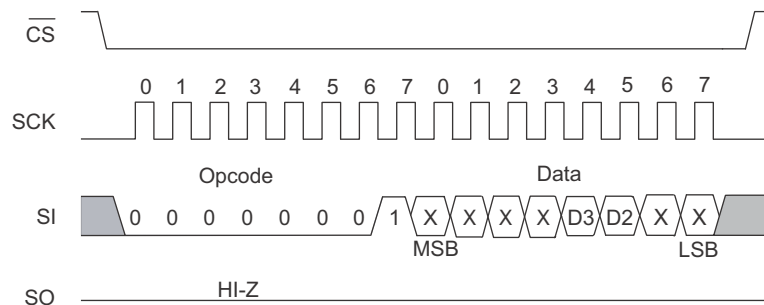 CS
0 1 2 3 4 5 6 7 0 1 2 3 4 5 6 7
SCK
Opcode Data
SI 0 0 0 0 0 0 0 1 X X X X D3 D2 X X
MSB LSB
HI-Z
SO